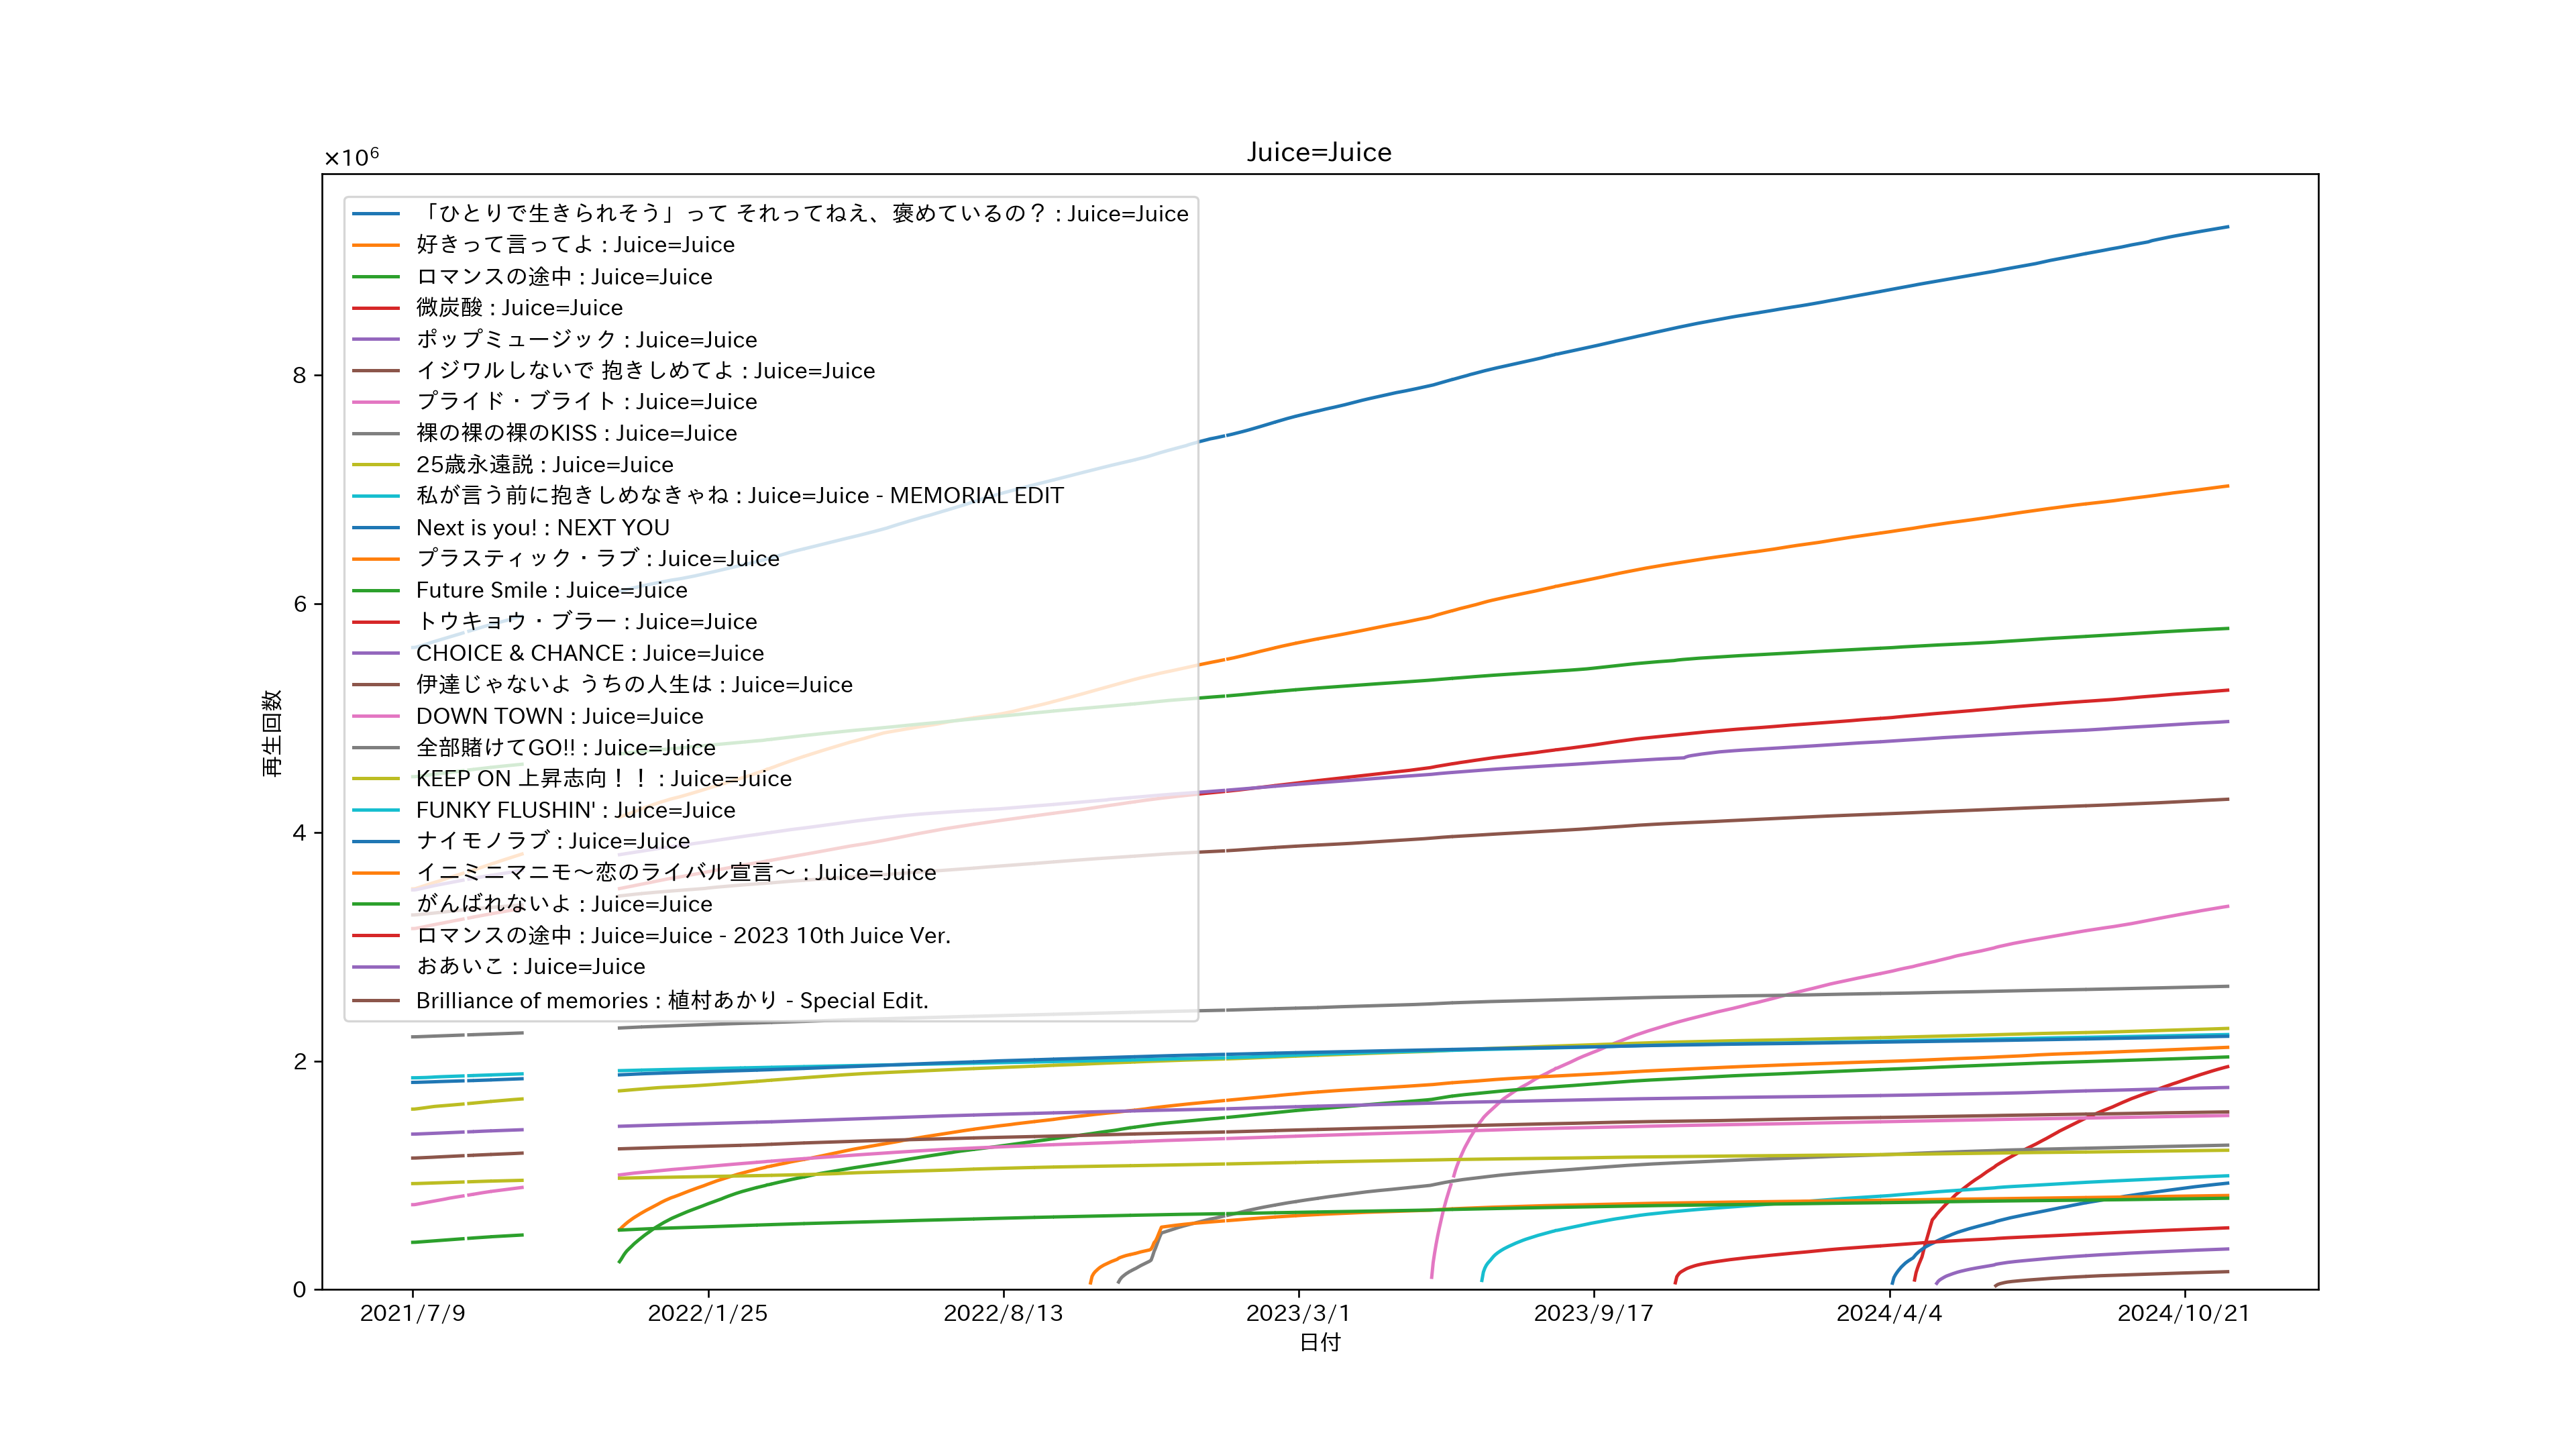 Juice=Juice
×10⁶
「ひとりで生きられそう」って それってねえ、褒めているの？ : Juice=Juice
好きって言ってよ : Juice=Juice
ロマンスの途中 : Juice=Juice
微炭酸 : Juice=Juice
ポップミュージック : Juice=Juice
イジワルしないで 抱きしめてよ : Juice=Juice
プライド・ブライト : Juice=Juice
裸の裸の裸のKISS : Juice=Juice
25歳永遠説 : Juice=Juice
私が言う前に抱きしめなきゃね : Juice=Juice - MEMORIAL EDIT
Next is you! : NEXT YOU
プラスティック・ラブ : Juice=Juice
Future Smile : Juice=Juice
トウキョウ・ブラー : Juice=Juice
CHOICE & CHANCE : Juice=Juice
伊達じゃないよ うちの人生は : Juice=Juice
DOWN TOWN : Juice=Juice
全部賭けてGO!! : Juice=Juice
KEEP ON 上昇志向！！ : Juice=Juice
FUNKY FLUSHIN' : Juice=Juice
ナイモノラブ : Juice=Juice
イニミニマニモ～恋のライバル宣言～ : Juice=Juice
がんばれないよ : Juice=Juice
ロマンスの途中 : Juice=Juice - 2023 10th Juice Ver.
おあいこ : Juice=Juice
Brilliance of memories : 植村あかり - Special Edit.
8
6
4
2
0
再生回数
2021/7/9
2022/1/25
2022/8/13
2023/3/1
2023/9/17
2024/4/4
2024/10/21
日付